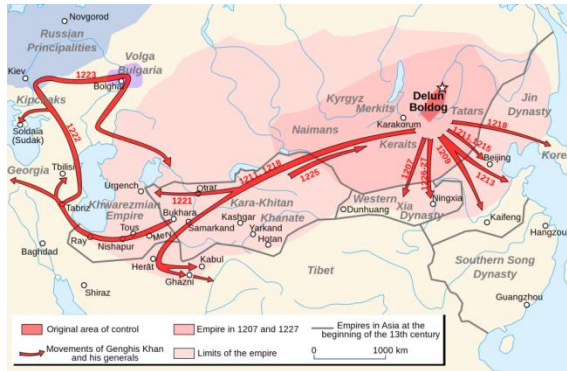 Novgorod
Russian
Principalities
Volga
Bulgaria
Kiev
1223
Bolghar
Kipchaks
1222
Soldaïa
(Sudak)
Georgia
Tbilisi
Tabriz
Urgench
Khwarezmian
Empire
Ray
Tous
Nishapur
Merv
Baghdad
Shiraz
Herât
Otrar
1221
Bukhara
Samarkand
Kara-Khitan
Khanate
Kashgar
Yarkand
Hotan
Kabul
Ghazni
1211
1218
1225
Naimans
Kyrgyz
Merkits
Karakorum
Keraits
Delun
Boldog
Tatars
Jin
Dynasty
1218
1211-1215
Beijing
Korea
1209
1213
1207
1226-27
Western
Xia
Dynasty
Dunhuang
Ningxia
Kaifeng
Hangzou
Tibet
Southern Song
Dynasty
Guangzhou
Original area of control
Empire in 1207 and 1227
Empires in Asia at the
beginning of the 13th century
Movements of Genghis Khan
and his generals
Limits of the empire
0
1000 km